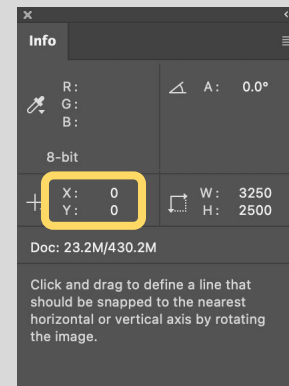 Info
R:
G:
B:
A: 0.0°
8-bit
X: 0
Y: 0
W: 3250
H: 2500
Doc: 23.2M/430.2M
Click and drag to define a line that
should be snapped to the nearest
horizontal or vertical axis by rotating
the image.